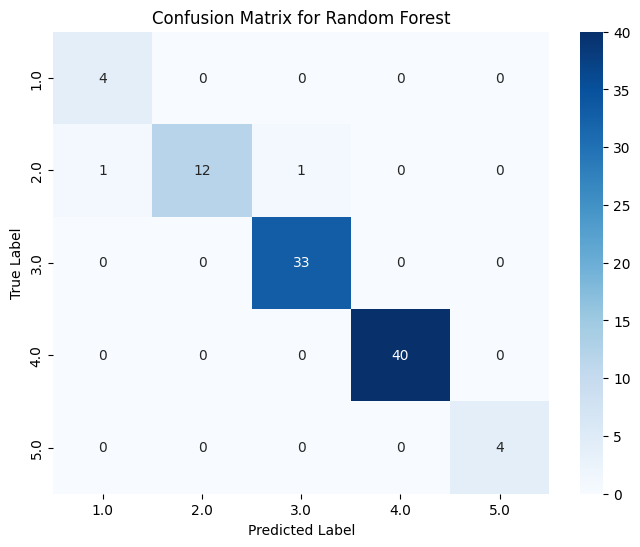 Confusion Matrix for Random Forest
True Label
1.0 4 0 0 0 0
2.0 1 12 1 0 0
3.0 0 0 33 0 0
4.0 0 0 0 40 0
5.0 0 0 0 0 4
1.0 2.0 3.0 4.0 5.0
Predicted Label
40
35
30
25
20
15
10
5
0